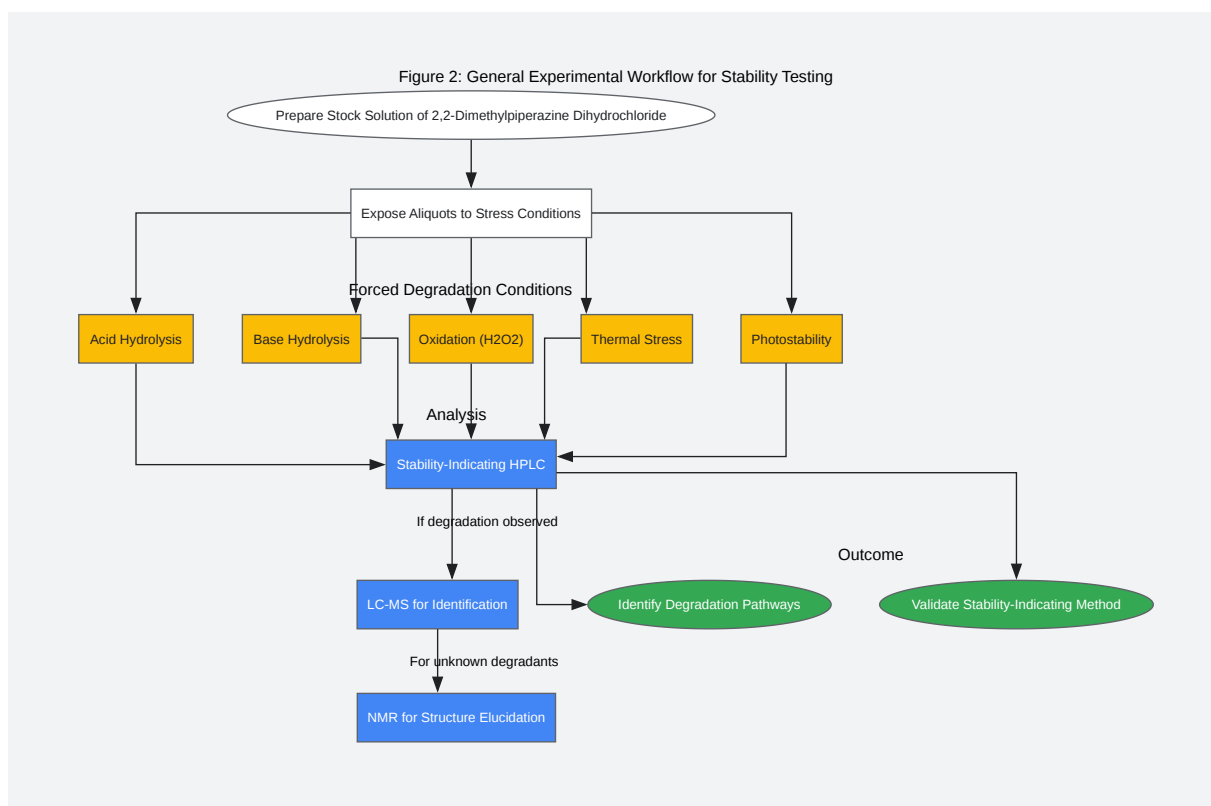 Figure 2: General Experimental Workflow for Stability Testing
Prepare Stock Solution of 2,2-Dimethylpiperazine Dihydrochloride
Expose Aliquots to Stress Conditions
Forced Degradation Conditions
Acid Hydrolysis
Base Hydrolysis
Oxidation (H2O2)
Thermal Stress
Photostability
Analysis
Stability-Indicating HPLC
If degradation observed
Outcome
LC-MS for Identification
Identify Degradation Pathways
Validate Stability-Indicating Method
For unknown degradants
NMR for Structure Elucidation